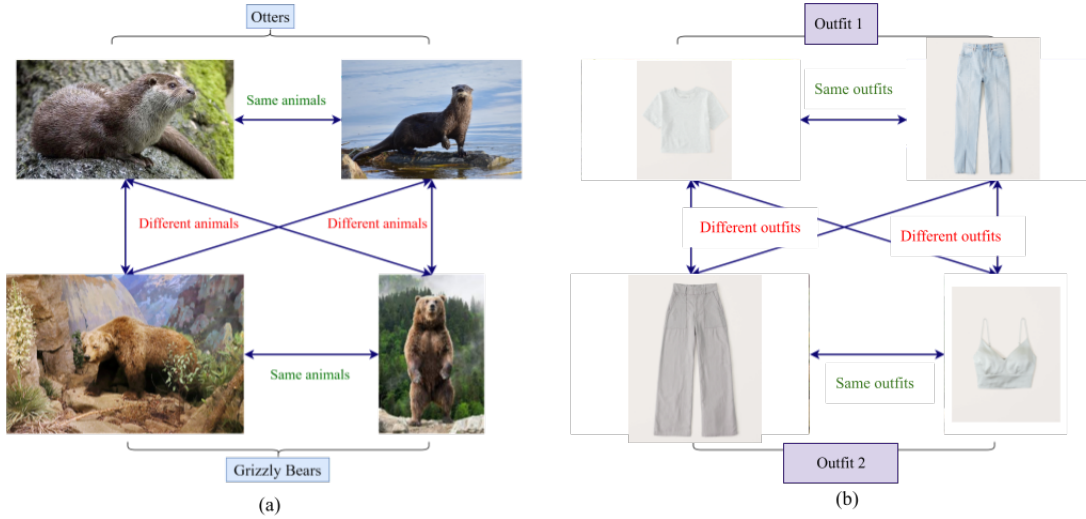 Otters
Same animals
Different animals
Different animals
Same animals
Grizzly Bears
(a)
Outfit 1
Same outfits
Different outfits
Different outfits
Same outfits
Outfit 2
(b)